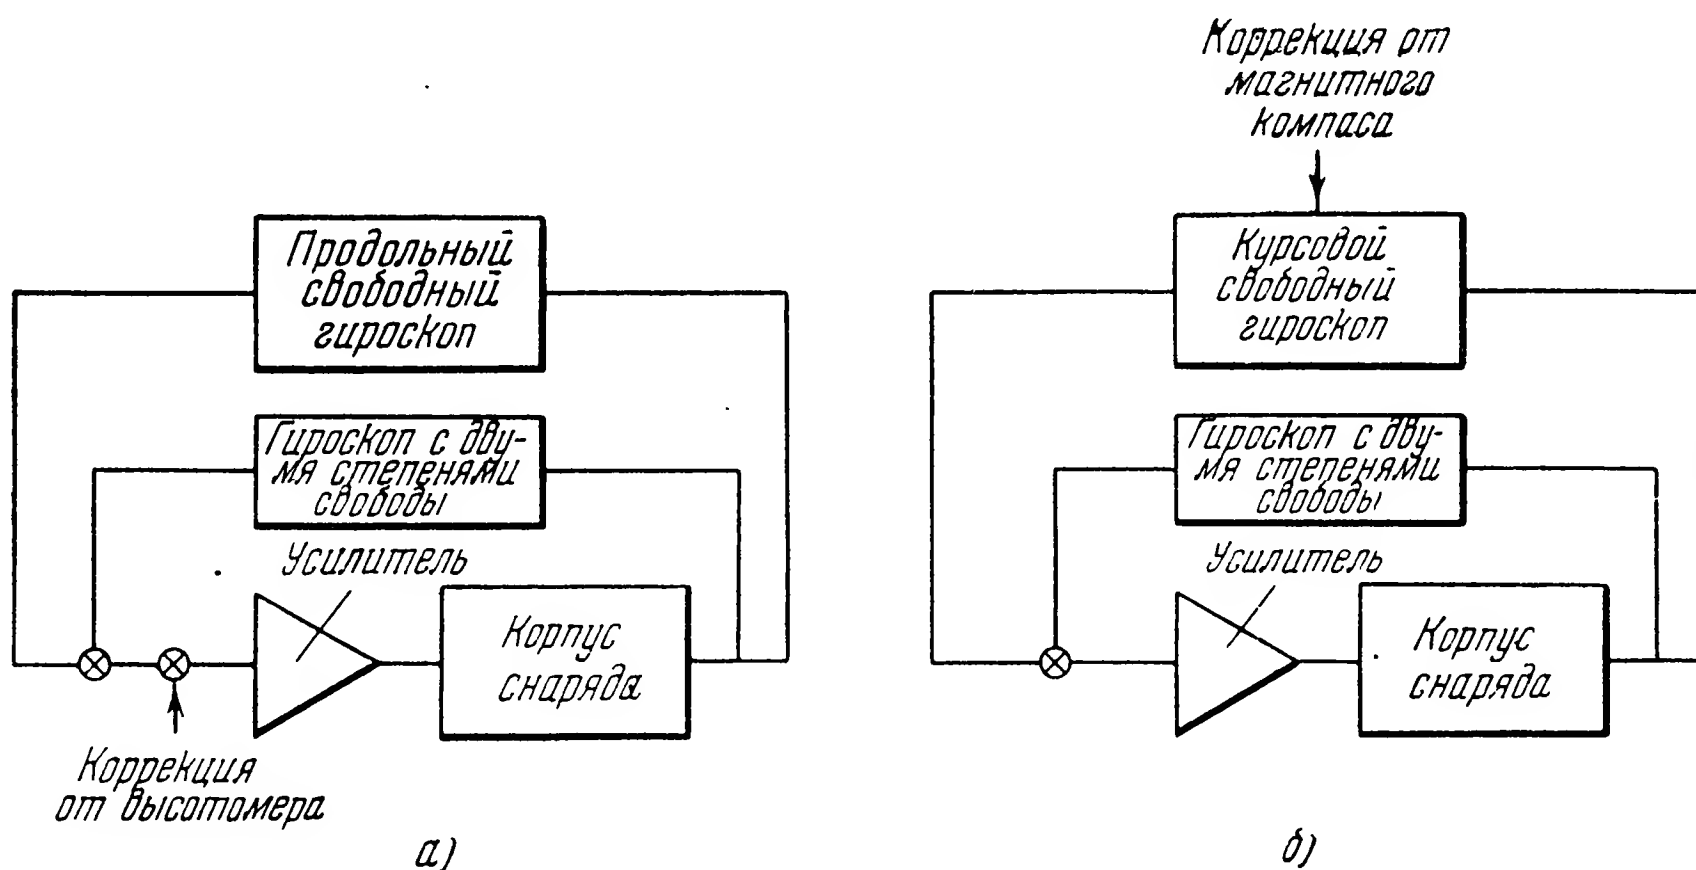 Продольный
свободный
гироскоп
Гироскоп с дву-
мя степенями
свободы
Усилитель
Корпус
снаряда
Коррекция
от высотомера
а)
Коррекция от
магнитного
компаса
Курсовой
свободный
гироскоп
Гироскоп с дву-
мя степенями
свободы
Усилитель
Корпус
снаряда
б)